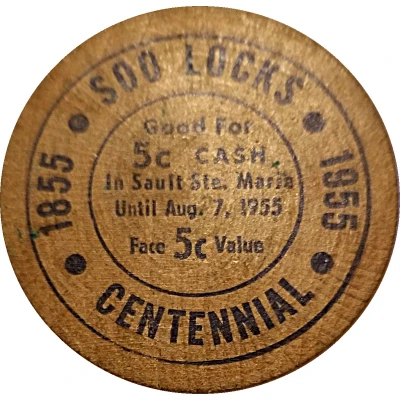 SOO LOCKS
1855
1955
Good For
5c CASH
In Sault Ste. Marie
Until Aug. 7, 1955
Face 5c Value
CENTENNIAL